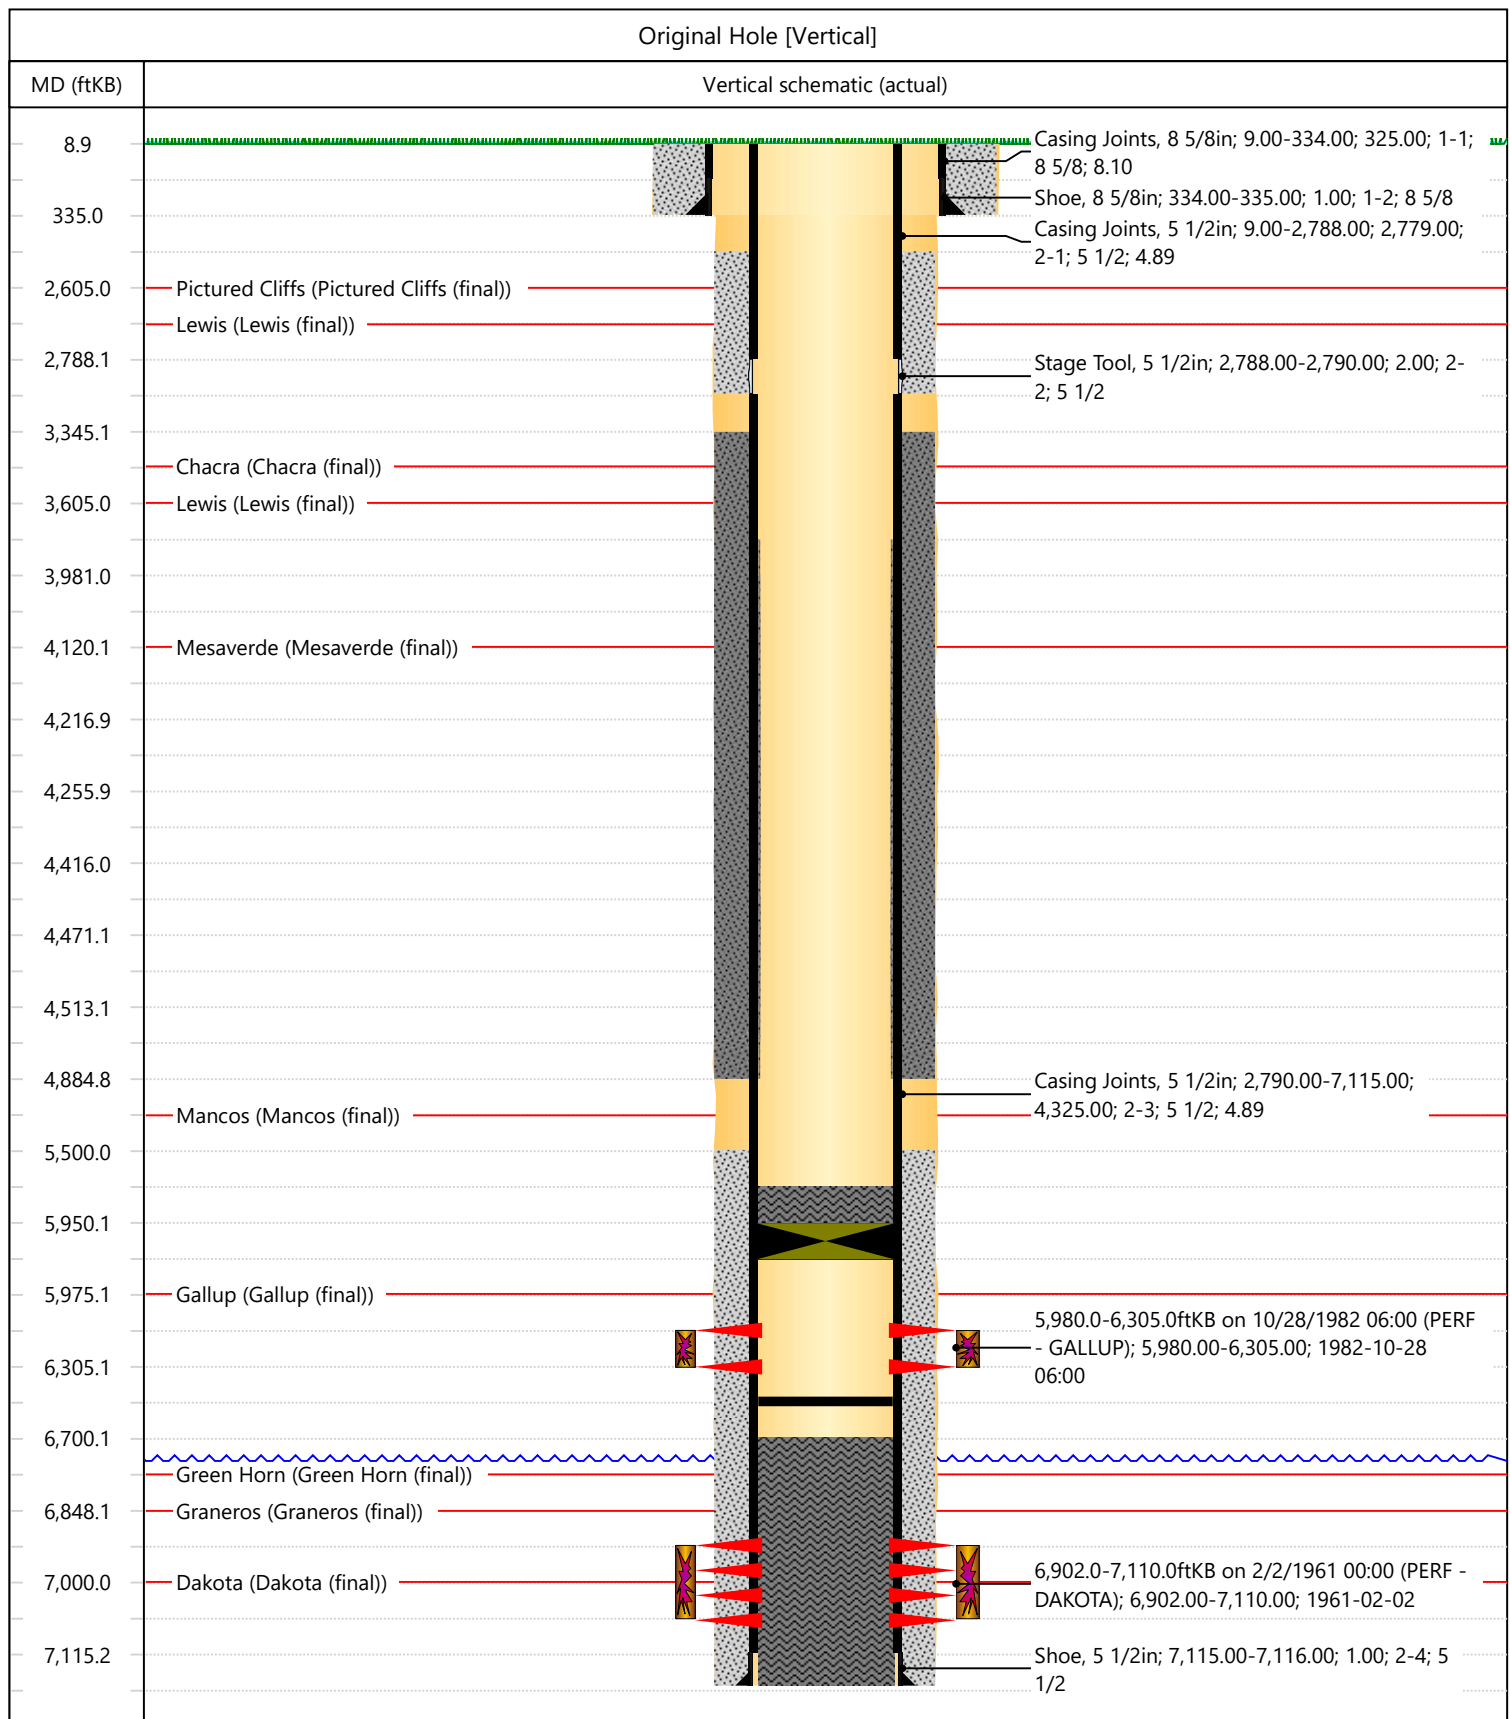 Original Hole [Vertical]
MD (ftKB)
Vertical schematic (actual)
8.9
Casing Joints, 8 5/8in; 9.00-334.00; 325.00; 1-1;
8 5/8; 8.10
Shoe, 8 5/8in; 334.00-335.00; 1.00; 1-2; 8 5/8
335.0
Casing Joints, 5 1/2in; 9.00-2,788.00; 2,779.00;
2-1; 5 1/2; 4.89
2,605.0
Pictured Cliffs (Pictured Cliffs (final))
Lewis (Lewis (final))
2,788.1
Stage Tool, 5 1/2in; 2,788.00-2,790.00; 2.00; 2-
2; 5 1/2
3,345.1
Chacra (Chacra (final))
3,605.0
Lewis (Lewis (final))
3,981.0
4,120.1
Mesaverde (Mesaverde (final))
4,216.9
4,255.9
4,416.0
4,471.1
4,513.1
4,884.8
Casing Joints, 5 1/2in; 2,790.00-7,115.00;
4,325.00; 2-3; 5 1/2; 4.89
Mancos (Mancos (final))
5,500.0
5,950.1
5,975.1
Gallup (Gallup (final))
5,980.0-6,305.0ftKB on 10/28/1982 06:00 (PERF
- GALLUP); 5,980.00-6,305.00; 1982-10-28
06:00
6,305.1
6,700.1
Green Horn (Green Horn (final))
6,848.1
Graneros (Graneros (final))
7,000.0
Dakota (Dakota (final))
6,902.0-7,110.0ftKB on 2/2/1961 00:00 (PERF -
DAKOTA); 6,902.00-7,110.00; 1961-02-02
7,115.2
Shoe, 5 1/2in; 7,115.00-7,116.00; 1.00; 2-4; 5
1/2